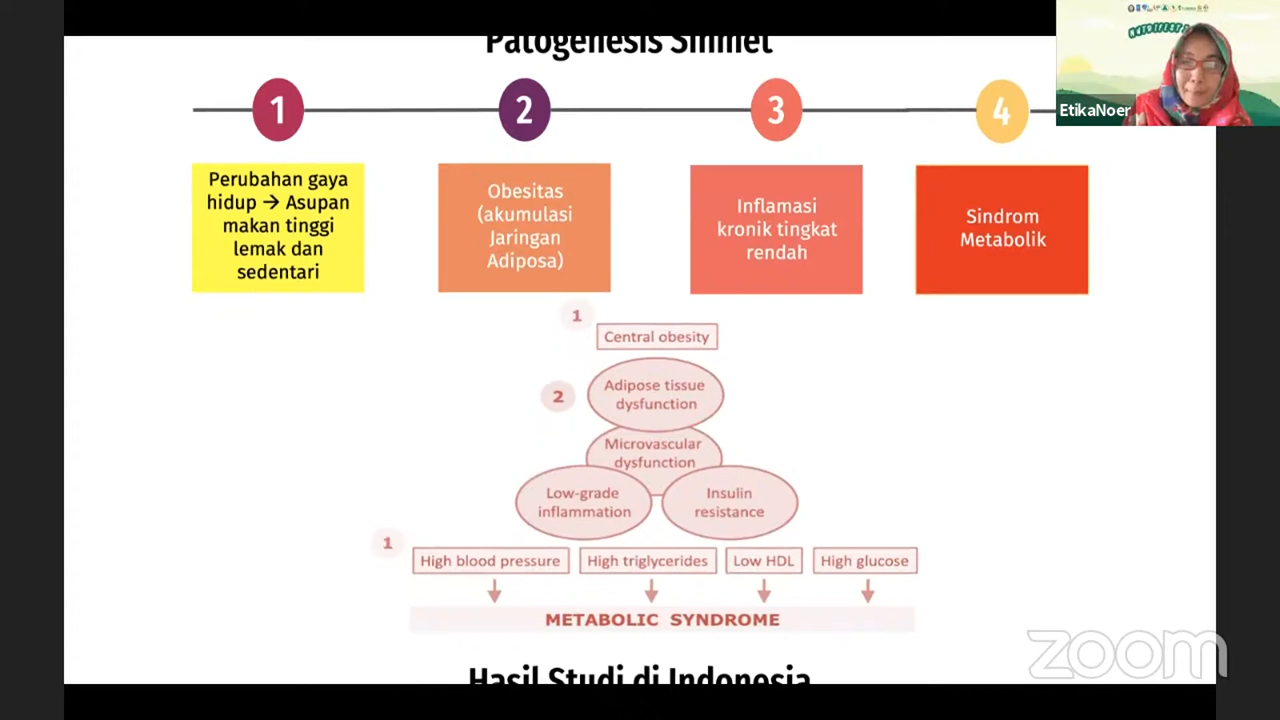 Patogenesis Sinmet
1
2
3
4
EtikaNoer
Perubahan gaya
hidup → Asupan
makan tinggi
lemak dan
sedentari
Obesitas
(akumulasi
Jaringan
Adiposa)
Inflamasi
kronik tingkat
rendah
Sindrom
Metabolik
1
Central obesity
2
Adipose tissue
dysfunction
Microvascular
dysfunction
Low-grade
inflammation
Insulin
resistance
1
High blood pressure
High triglycerides
Low HDL
High glucose
METABOLIC SYNDROME
zoom
Hasil Studi di Indonesia